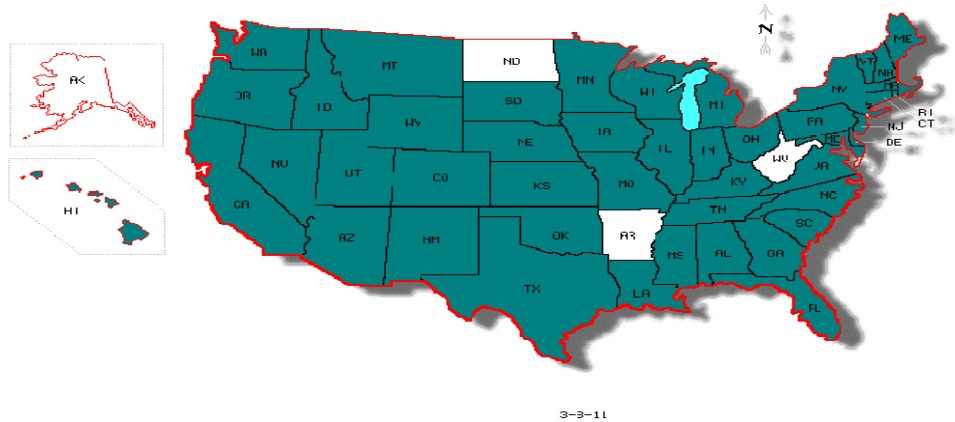 N
ME
WA
ND
VT
MT
MN
NH
AK
WI
MA
OR
SD
NY
MI
ID
RI
WY
PA
CT
IA
NJ
NE
OH
DE
IL
IN
WV
NV
UT
VA
CO
MO
KY
KS
NC
CA
HI
TN
SC
OK
AR
AZ
NM
MS
AL
GA
TX
LA
FL
3-3-11